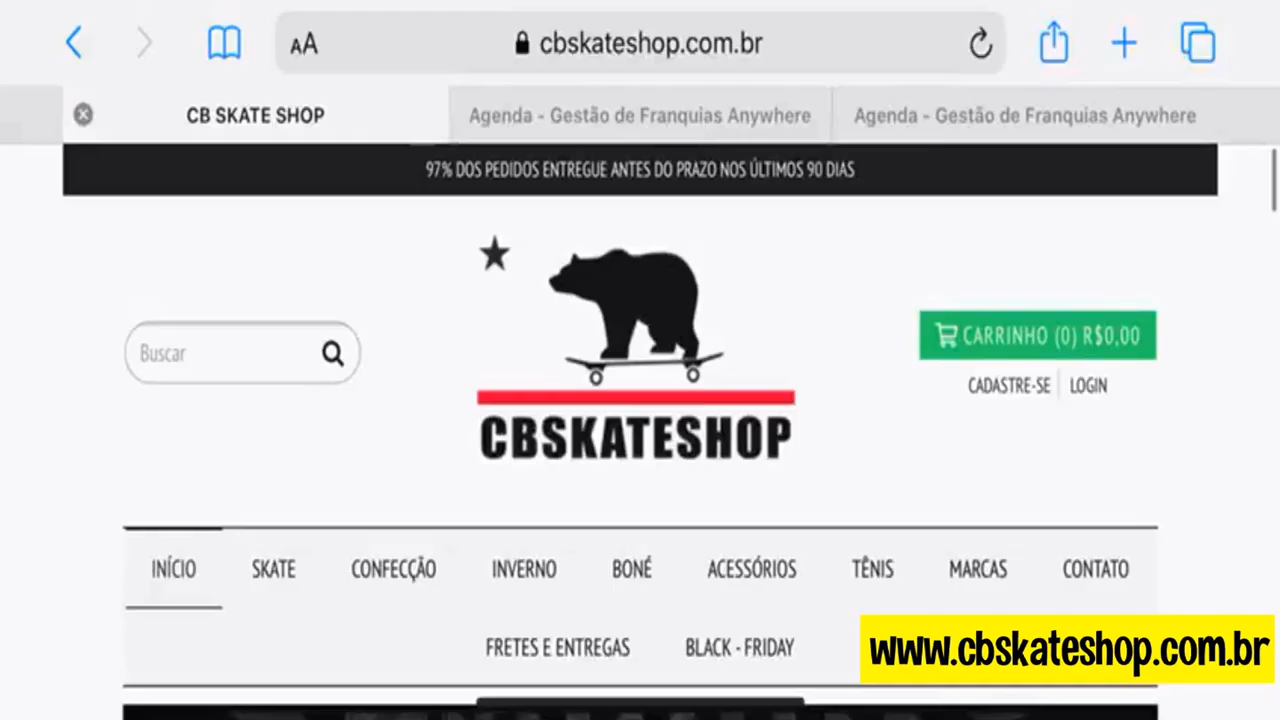 AA
cbskateshop.com.br
CB SKATE SHOP
Agenda - Gestão de Franquias Anywhere
Agenda - Gestão de Franquias Anywhere
97% DOS PEDIDOS ENTREGUE ANTES DO PRAZO NOS ÚLTIMOS 90 DIAS
Buscar
CARRINHO (0) R$0,00
CADASTRE-SE
LOGIN
CBSKATESHOP
INÍCIO
SKATE
CONFECÇÃO
INVERNO
BONÉ
ACESSÓRIOS
TÊNIS
MARCAS
CONTATO
FRETES E ENTREGAS
BLACK - FRIDAY
www.cbskateshop.com.br